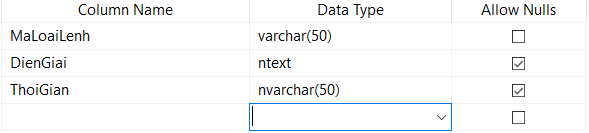 Column Name Data Type Allow Nulls
MaLoaiLenh varchar(50)
DienGiai ntext
ThoiGian nvarchar(50)